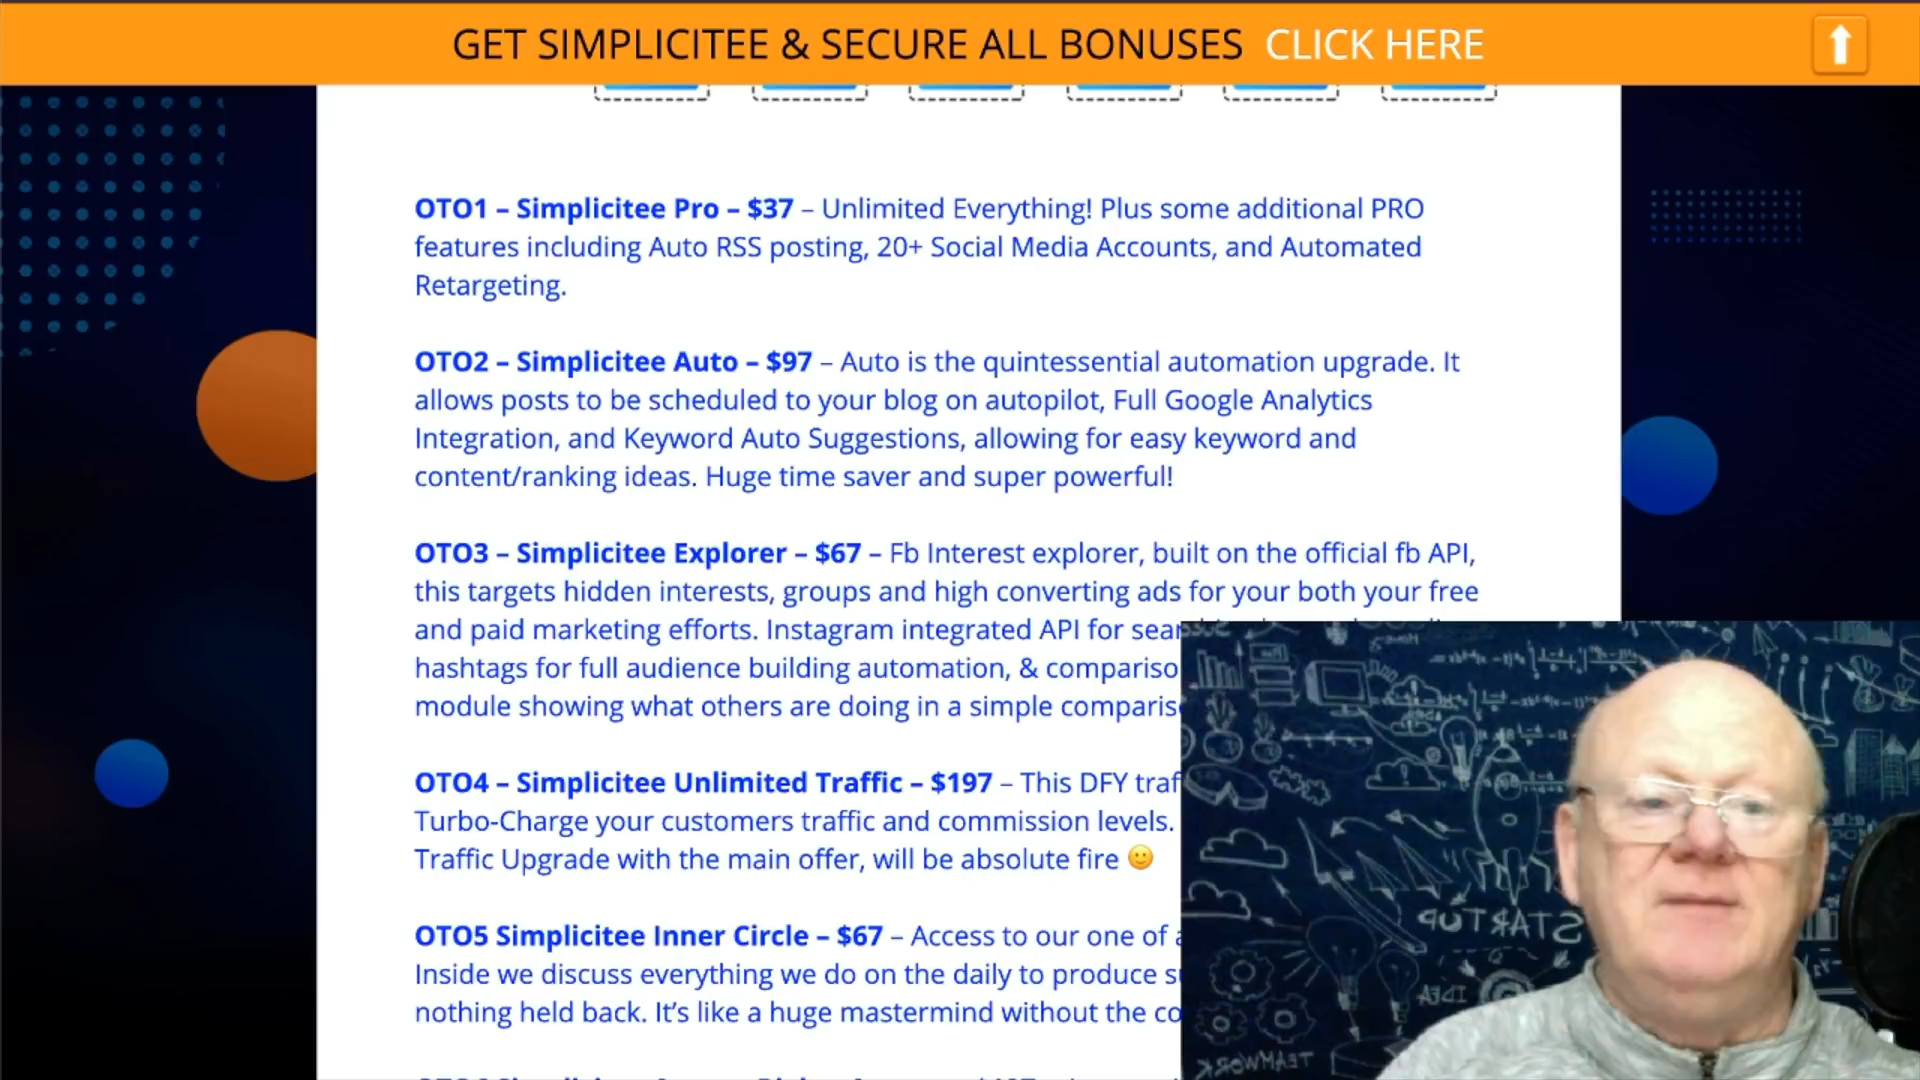 GET SIMPLICITEE & SECURE ALL BONUSES CLICK HERE
OTO1 – Simplicitee Pro – $37 – Unlimited Everything! Plus some additional PRO
features including Auto RSS posting, 20+ Social Media Accounts, and Automated
Retargeting.
OTO2 – Simplicitee Auto – $97 – Auto is the quintessential automation upgrade. It
allows posts to be scheduled to your blog on autopilot, Full Google Analytics
Integration, and Keyword Auto Suggestions, allowing for easy keyword and
content/ranking ideas. Huge time saver and super powerful!
OTO3 – Simplicitee Explorer – $67 – Fb Interest explorer, built on the official fb API,
this targets hidden interests, groups and high converting ads for your both your free
and paid marketing efforts. Instagram integrated API for
hashtags for full audience building automation, &
module showing what others are doing in a simple
OTO4 – Simplicitee Unlimited Traffic – $197 – This DFY
Turbo-Charge your customers traffic and commission levels.
Traffic Upgrade with the main offer, will be absolute fire 🙂
OTO5 Simplicitee Inner Circle – $67 – Access to our one of
Inside we discuss everything we do on the daily to produce
nothing held back. It's like a huge mastermind without the
STARTUP
IDEA
TEAMWORK